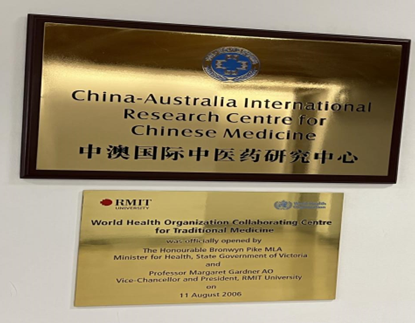 China-Australia International
Research Centre for
Chinese Medicine
中澳国际中医药研究中心
RMIT
UNIVERSITY
World Health Organization Collaborating Centre
for Traditional Medicine
was officially opened by
The Honourable Bronwyn Pike MLA
Minister for Health, State Government of Victoria
and
Professor Margaret Gardner AO
Vice-Chancellor and President, RMIT University
on
11 August 2006